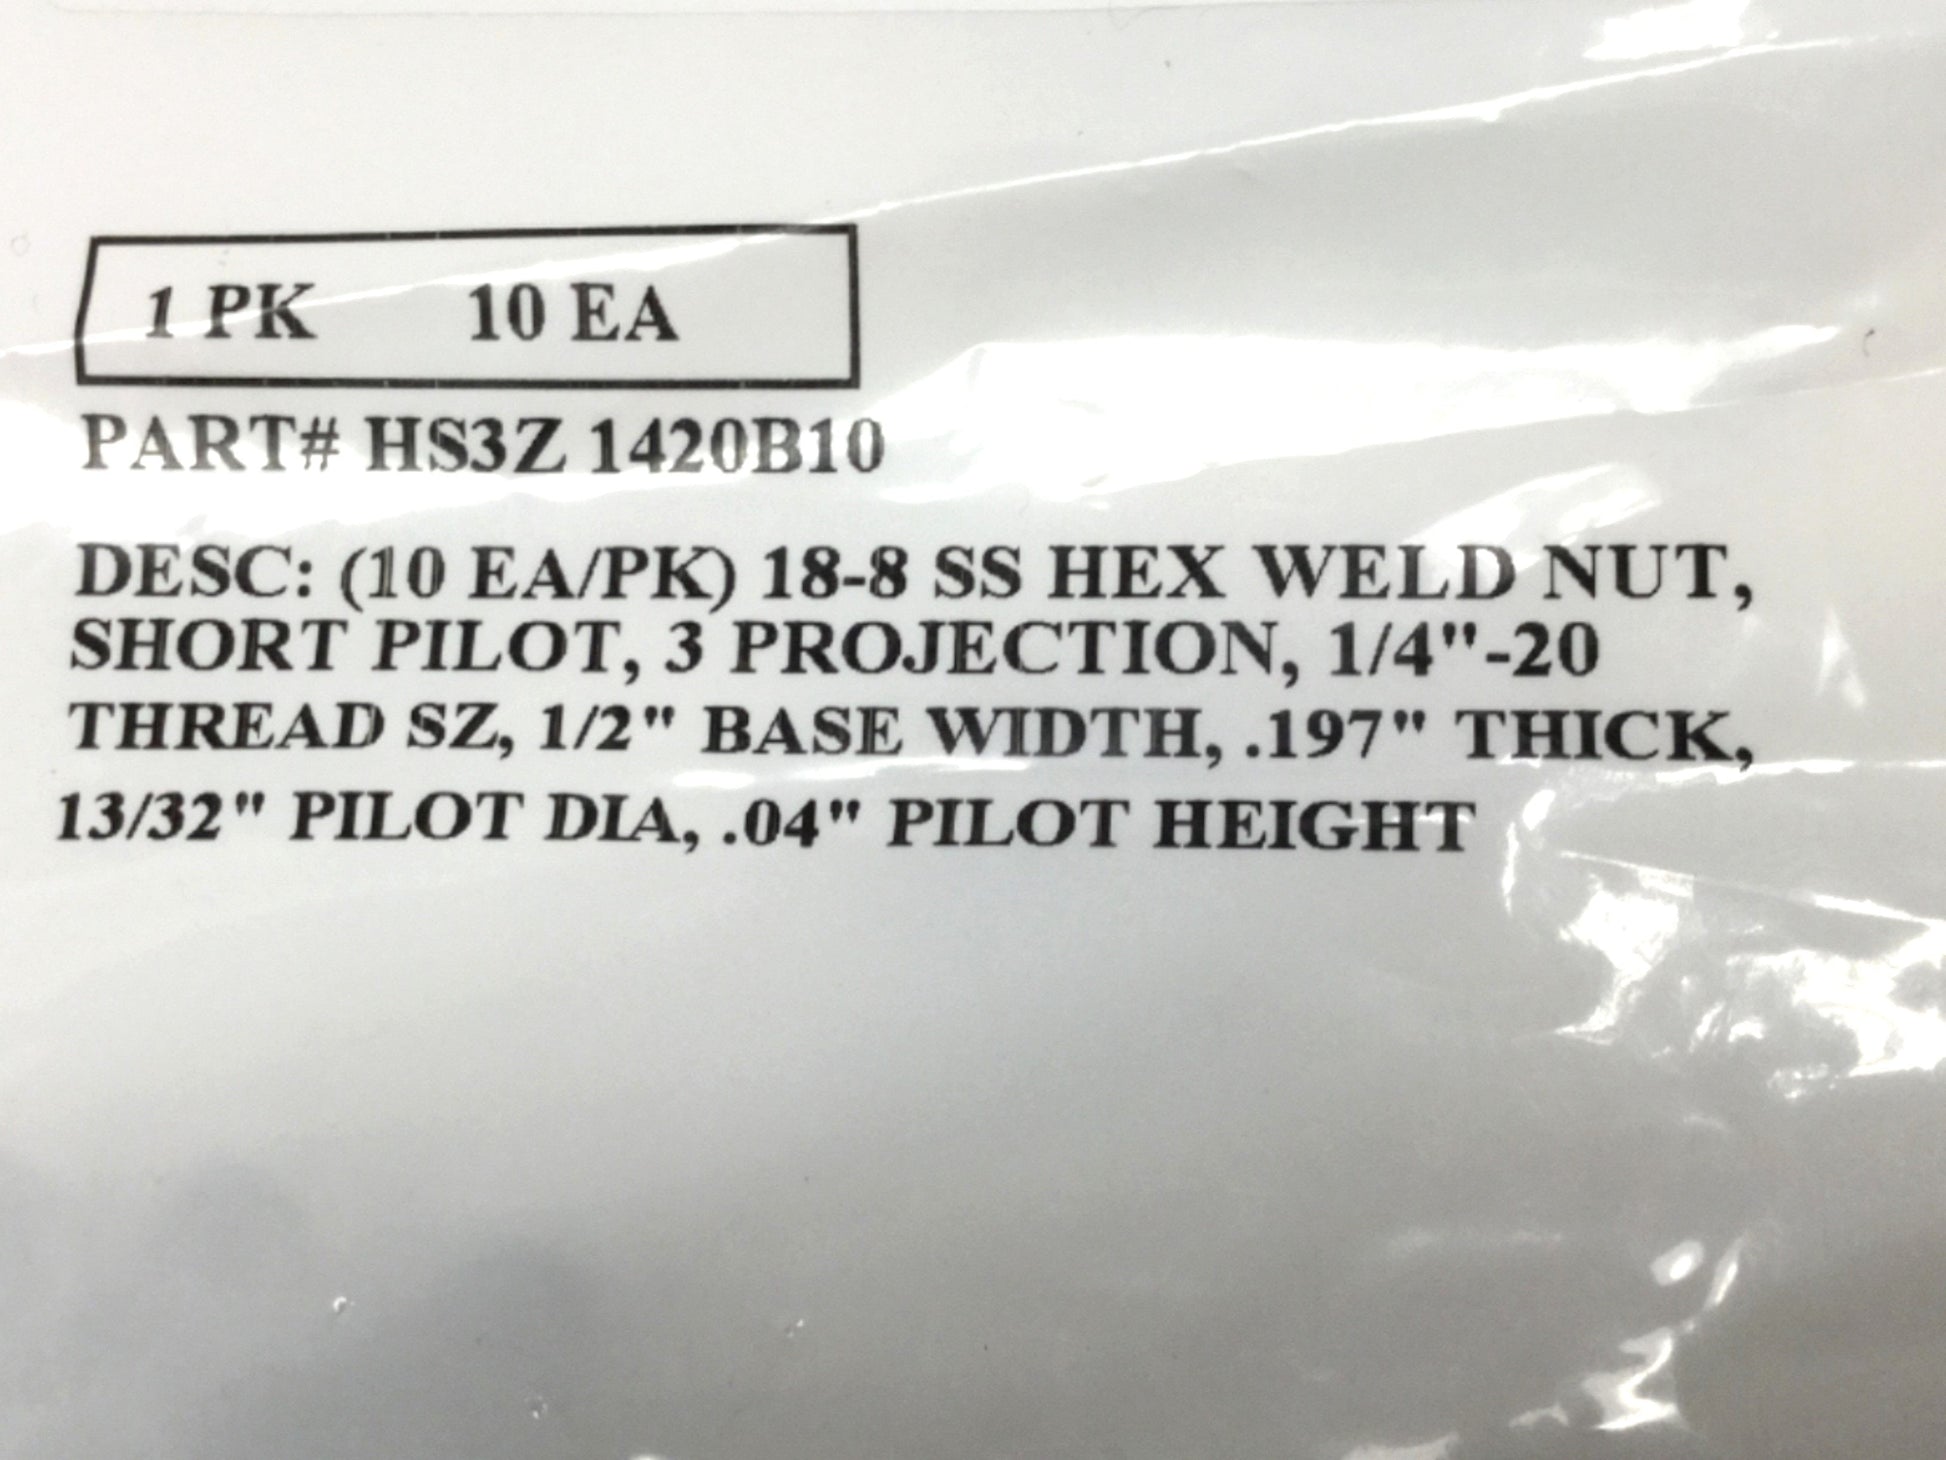 1 PK 10 EA
PART# HS3Z 1420B10
DESC: (10 EA/PK) 18-8 SS HEX WELD NUT,
SHORT PILOT, 3 PROJECTION, 1/4"-20
THREAD SZ, 1/2" BASE WIDTH, .197" THICK,
13/32" PILOT DIA, .04" PILOT HEIGHT